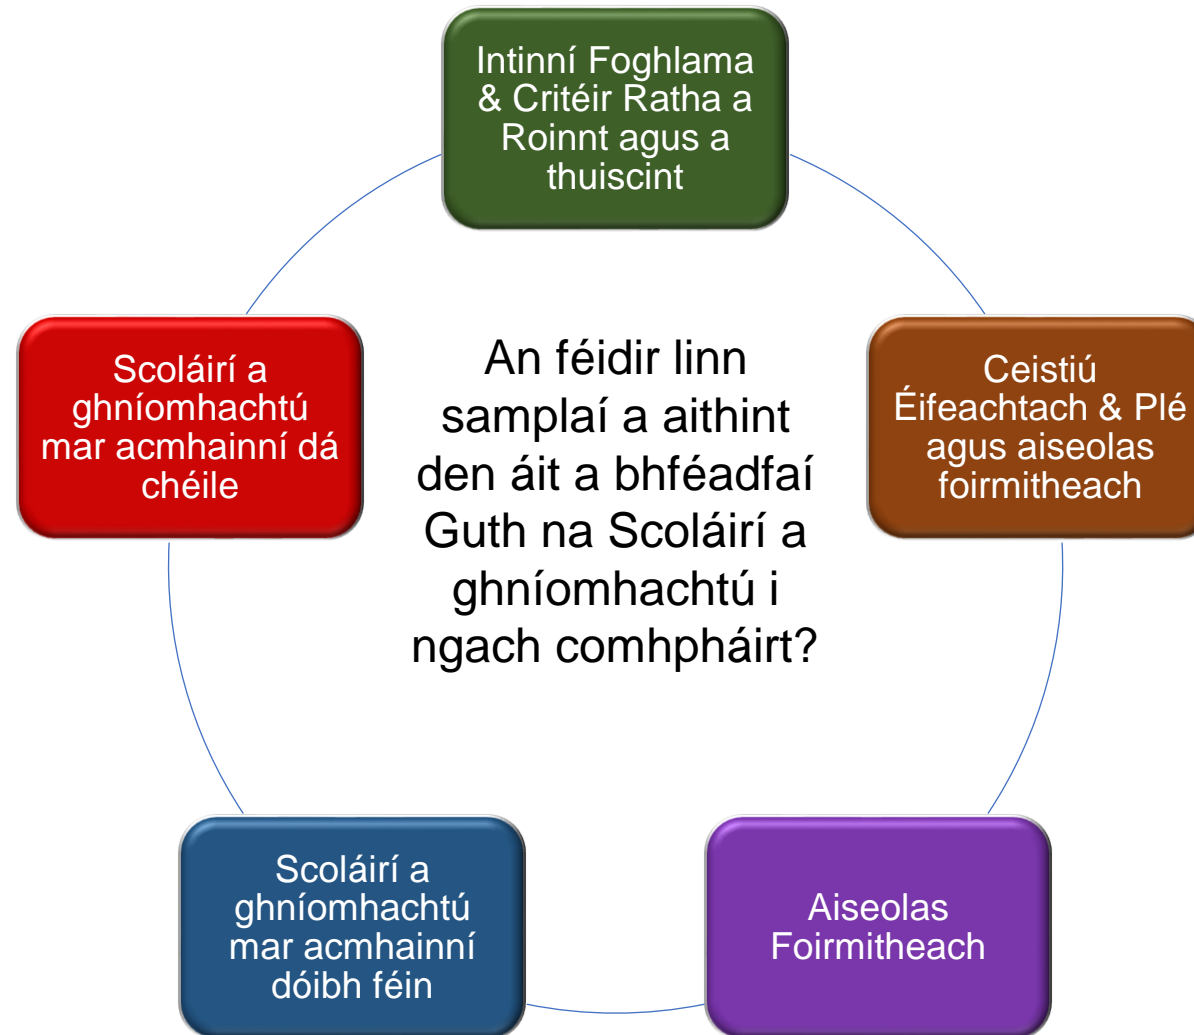 Intinní Foghlama
& Critéir Ratha a
Roinnt agus a
thuiscint
Scoláirí a
ghníomhachtú
mar acmhainní dá
chéile
An féidir linn
samplaí a aithint
den áit a bhféadfaí
Guth na Scoláirí a
ghníomhachtú i
ngach comhpháirt?
Ceistiú
Éifeachtach & Plé
agus aiseolas
foirmitheach
Scoláirí a
ghníomhachtú
mar acmhainní
dóibh féin
Aiseolas
Foirmitheach